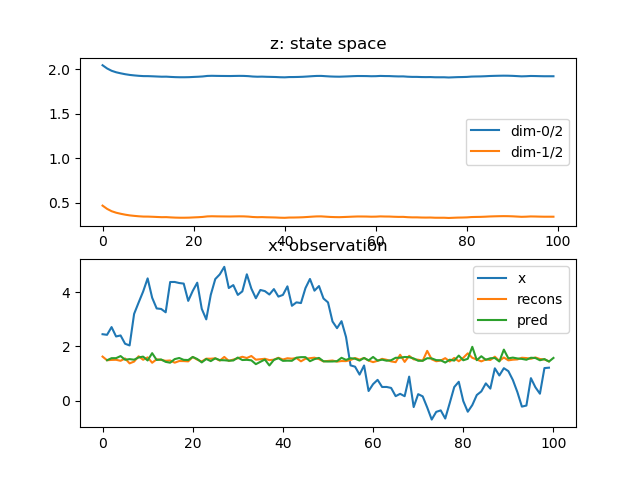 z: state space
2.0
1.5
1.0
0.5
dim-0/2
dim-1/2
0 20 40 60 80 100
x: observation
4
2
0
x
recons
pred
0 20 40 60 80 100